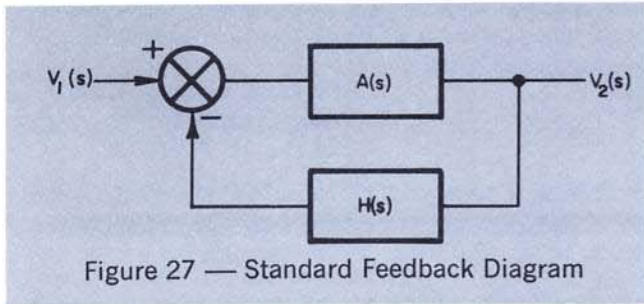 +
V₁(s)
A(s)
V₂(s)
−
H(s)
Figure 27 — Standard Feedback Diagram